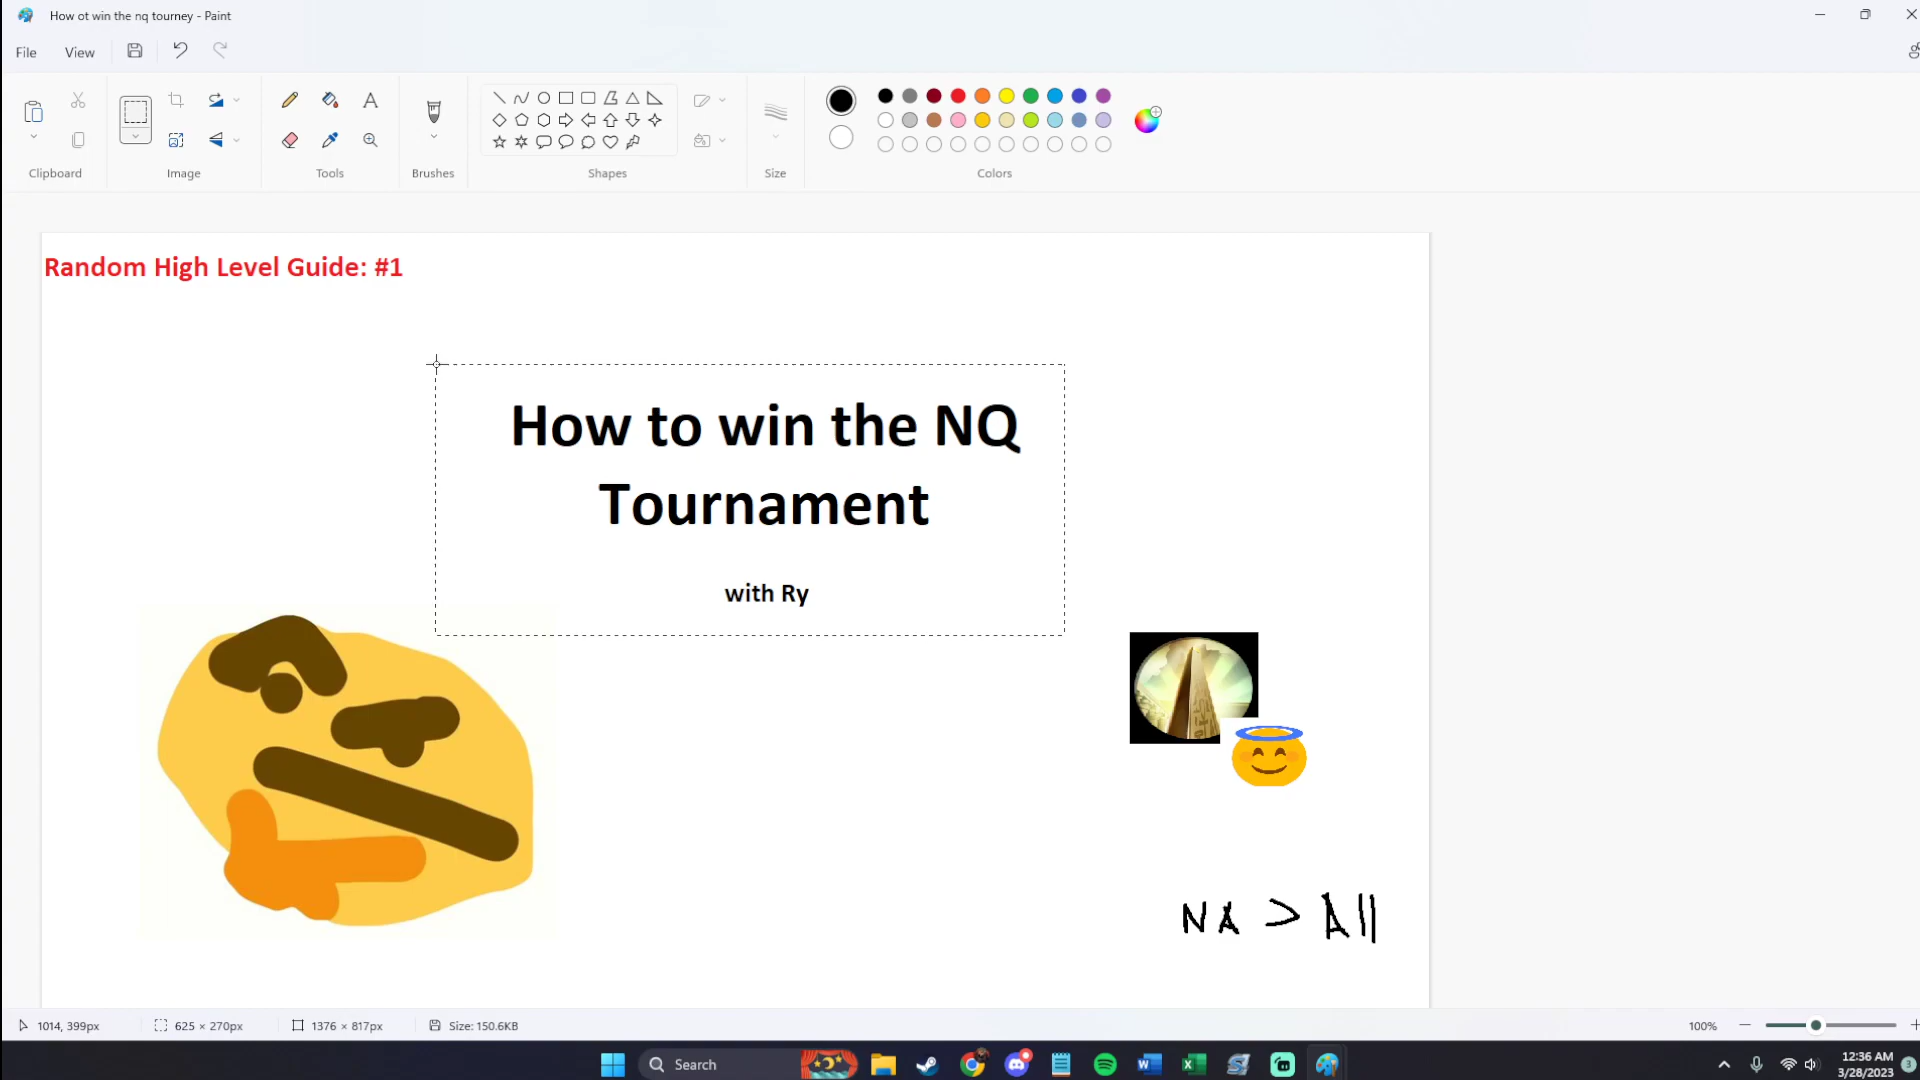 How ot win the nq tourney - Paint
File
View
Clipboard
Image
Tools
Brushes
Shapes
Size
Colors
Random High Level Guide: #1
How to win the NQ
Tournament
with Ry
NA > All
1014, 399px
625 × 270px
1376 × 817px
Size: 150.6KB
100%
Search
12:36 AM
3/28/2023
3